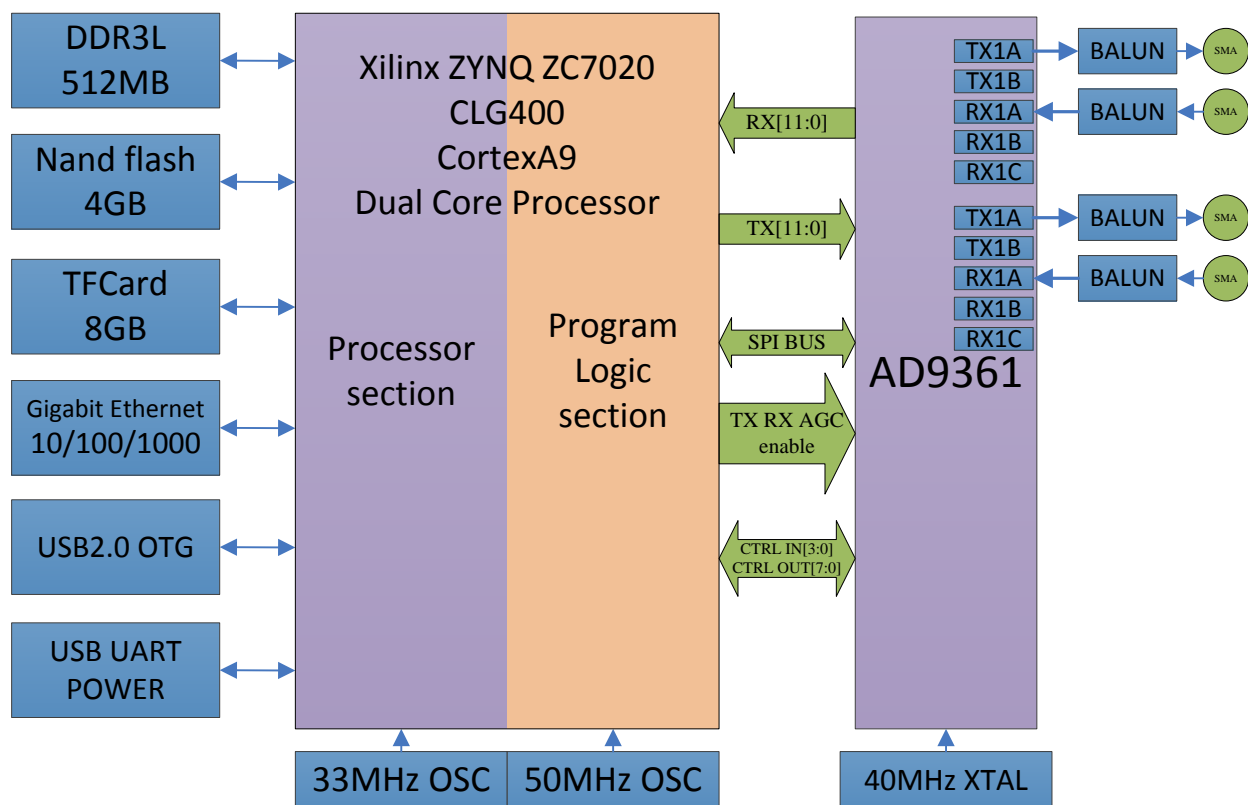 DDR3L
512MB
Nand flash
4GB
TFCard
8GB
Gigabit Ethernet
10/100/1000
USB2.0 OTG
USB UART
POWER
Xilinx ZYNQ ZC7020
CLG400
CortexA9
Dual Core Processor
Processor
section
Program
Logic
section
33MHz OSC
50MHz OSC
RX[11:0]
TX[11:0]
SPI BUS
TX RX AGC
enable
CTRL IN[3:0]
CTRL OUT[7:0]
TX1A
TX1B
RX1A
RX1B
RX1C
TX1A
TX1B
RX1A
RX1B
RX1C
AD9361
40MHz XTAL
BALUN
SMA
BALUN
SMA
BALUN
SMA
BALUN
SMA